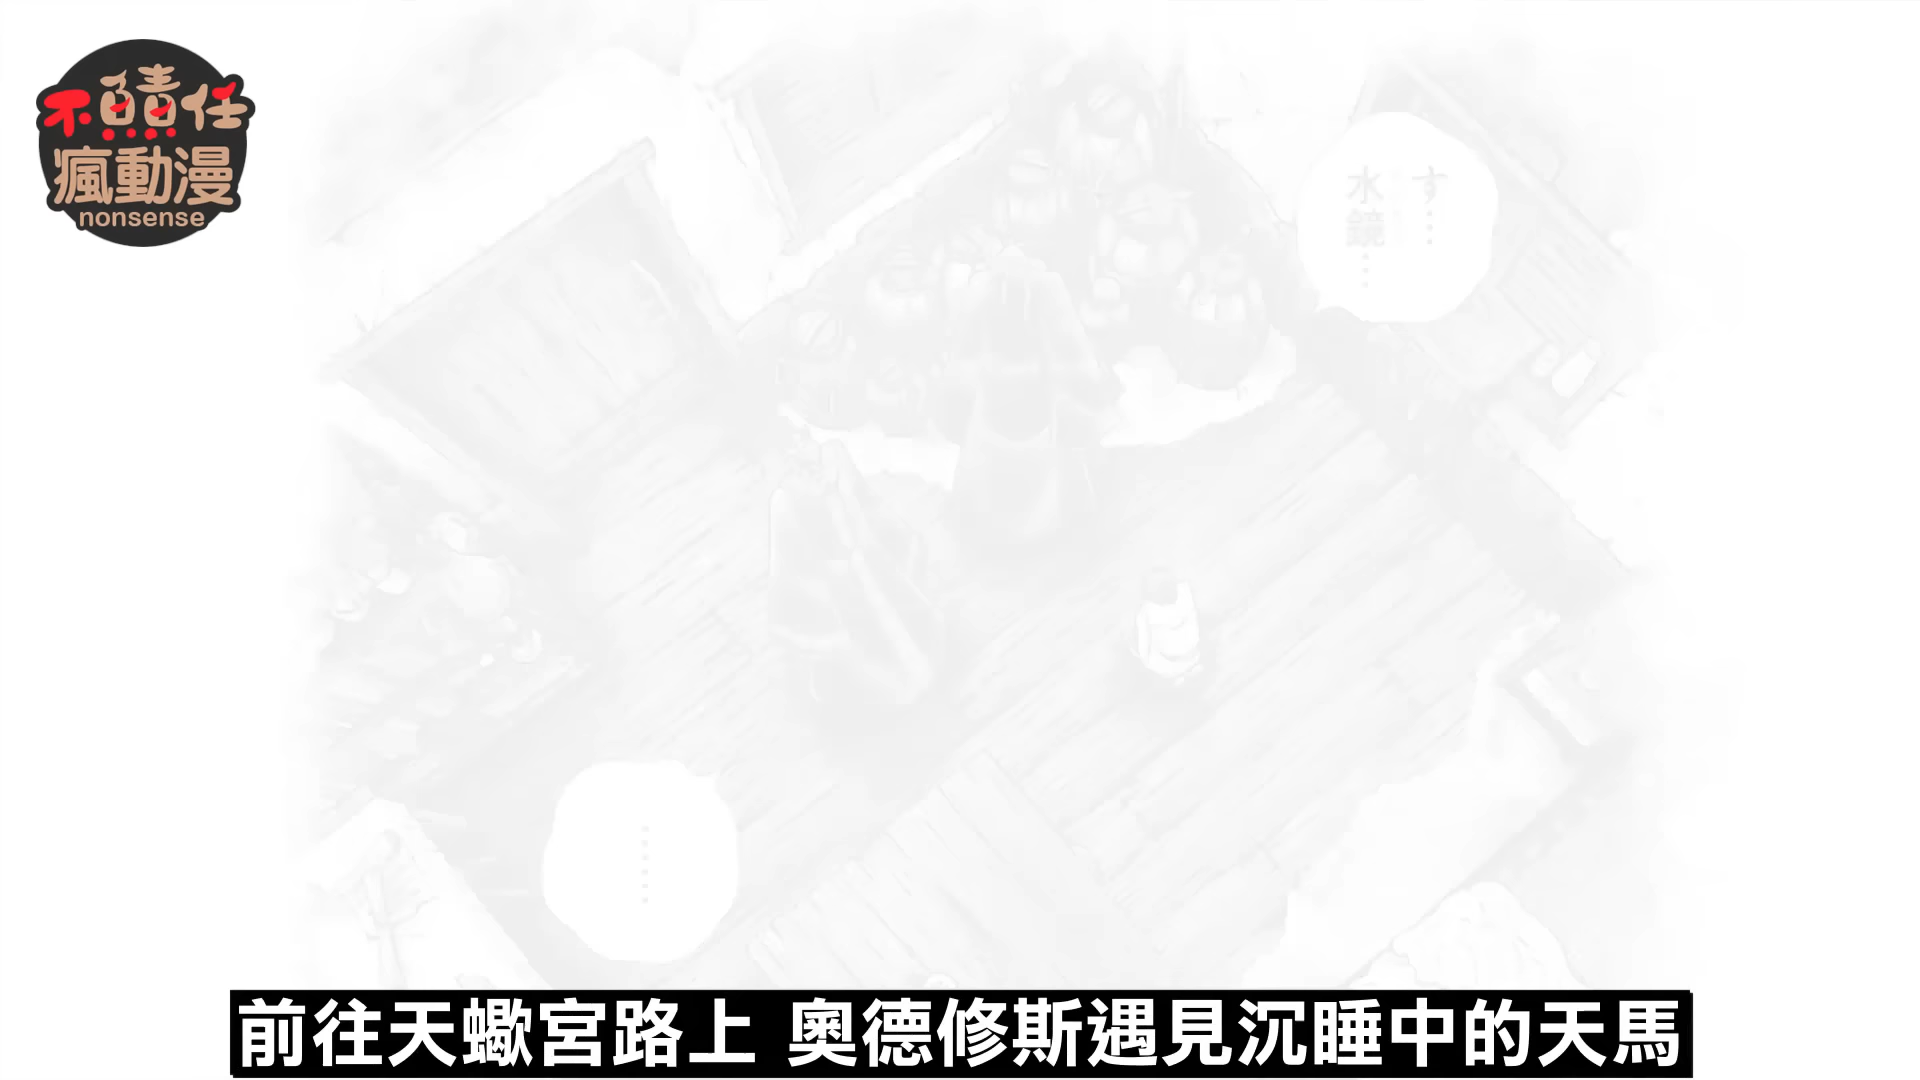 不責任
瘋動漫
nonsense
す……
水鏡……
……
前往天蠍宮路上 奧德修斯遇見沉睡中的天馬